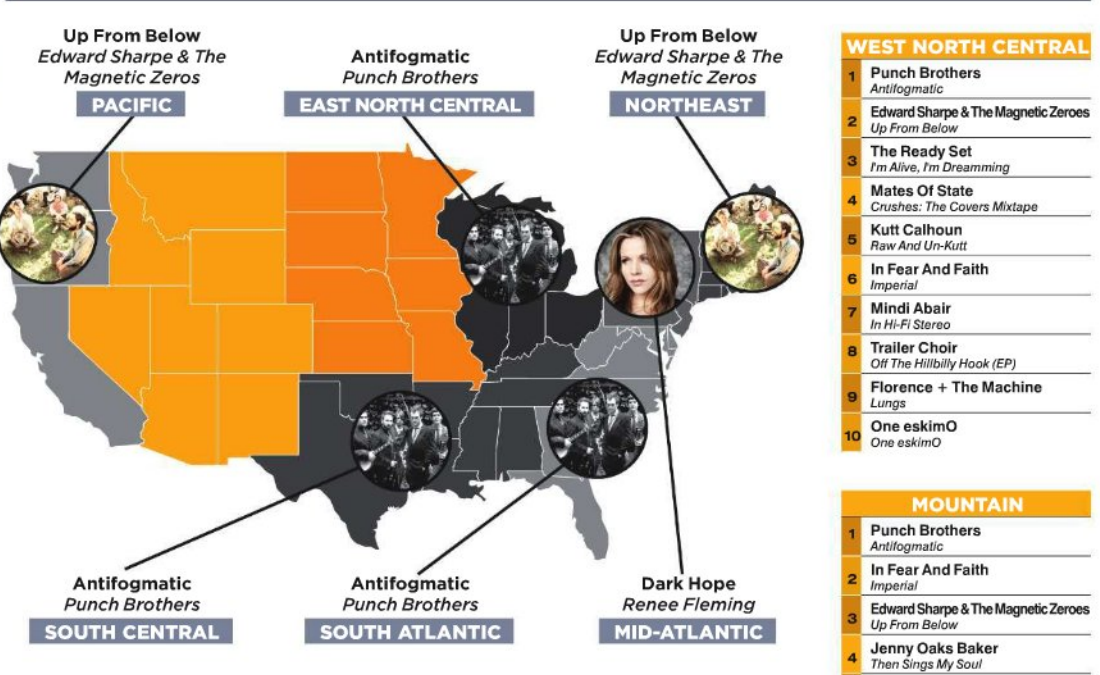 Up From Below
Edward Sharpe & The
Magnetic Zeros
PACIFIC
Antifogmatic
Punch Brothers
EAST NORTH CENTRAL
Up From Below
Edward Sharpe & The
Magnetic Zeros
NORTHEAST
Antifogmatic
Punch Brothers
SOUTH CENTRAL
Antifogmatic
Punch Brothers
SOUTH ATLANTIC
Dark Hope
Renee Fleming
MID-ATLANTIC
WEST NORTH CENTRAL
1 Punch Brothers
Antifogmatic
2 Edward Sharpe & The Magnetic Zeroes
Up From Below
3 The Ready Set
I'm Alive, I'm Dreamming
4 Mates Of State
Crushes: The Covers Mixtape
5 Kutt Calhoun
Raw And Un-Kutt
6 In Fear And Faith
Imperial
7 Mindi Abair
In Hi-Fi Stereo
8 Trailer Choir
Off The Hillbilly Hook (EP)
9 Florence + The Machine
Lungs
10 One eskimO
One eskimO
MOUNTAIN
1 Punch Brothers
Antifogmatic
2 In Fear And Faith
Imperial
3 Edward Sharpe & The Magnetic Zeroes
Up From Below
4 Jenny Oaks Baker
Then Sings My Soul